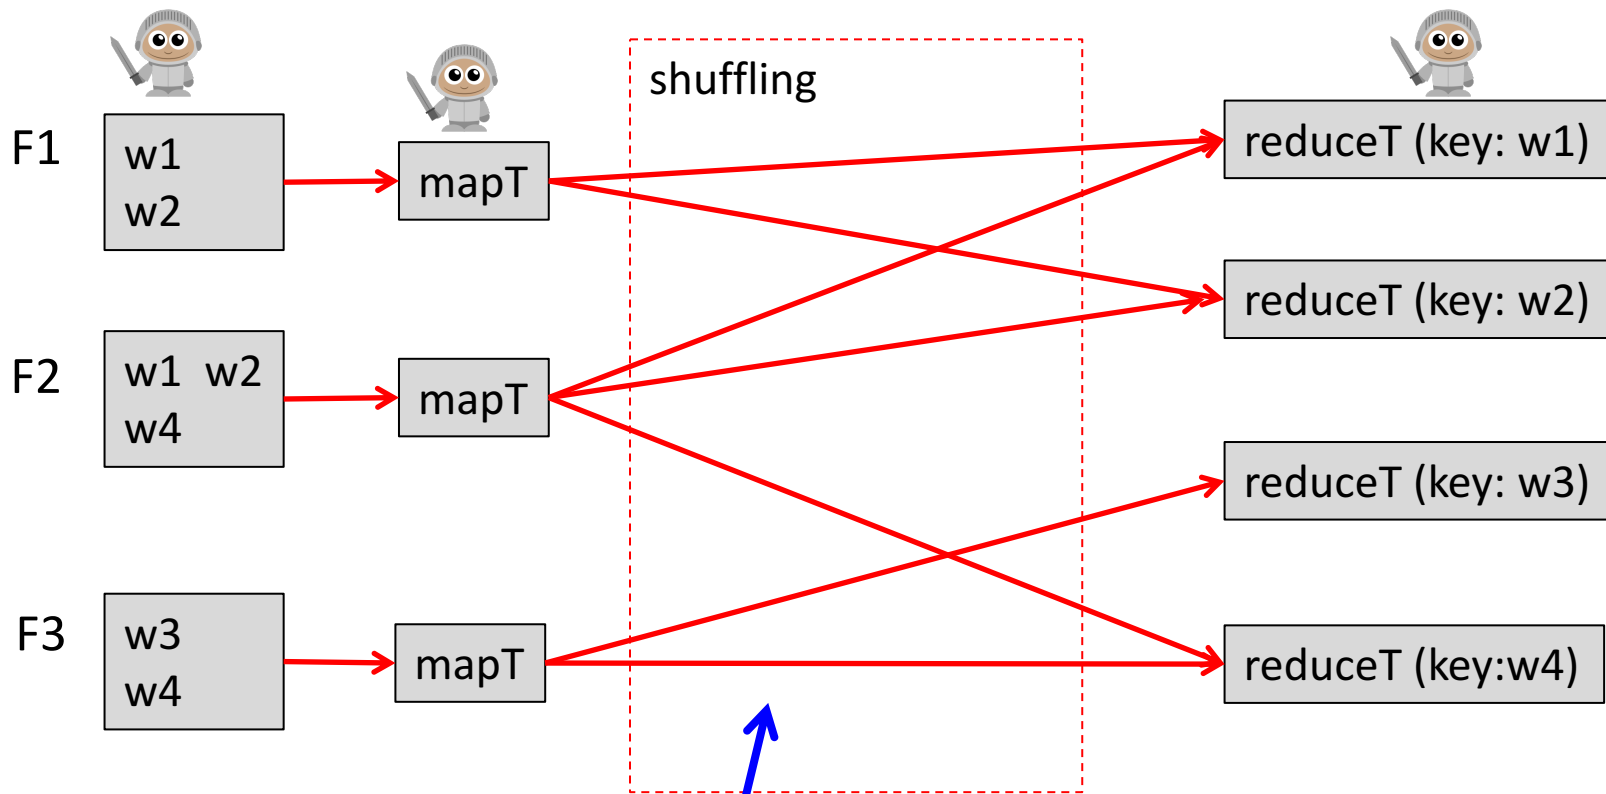 shuffling
F1
w1
w2
mapT
reduceT (key: w1)
reduceT (key: w2)
F2
w1 w2
w4
mapT
reduceT (key: w3)
F3
w3
w4
mapT
reduceT (key:w4)